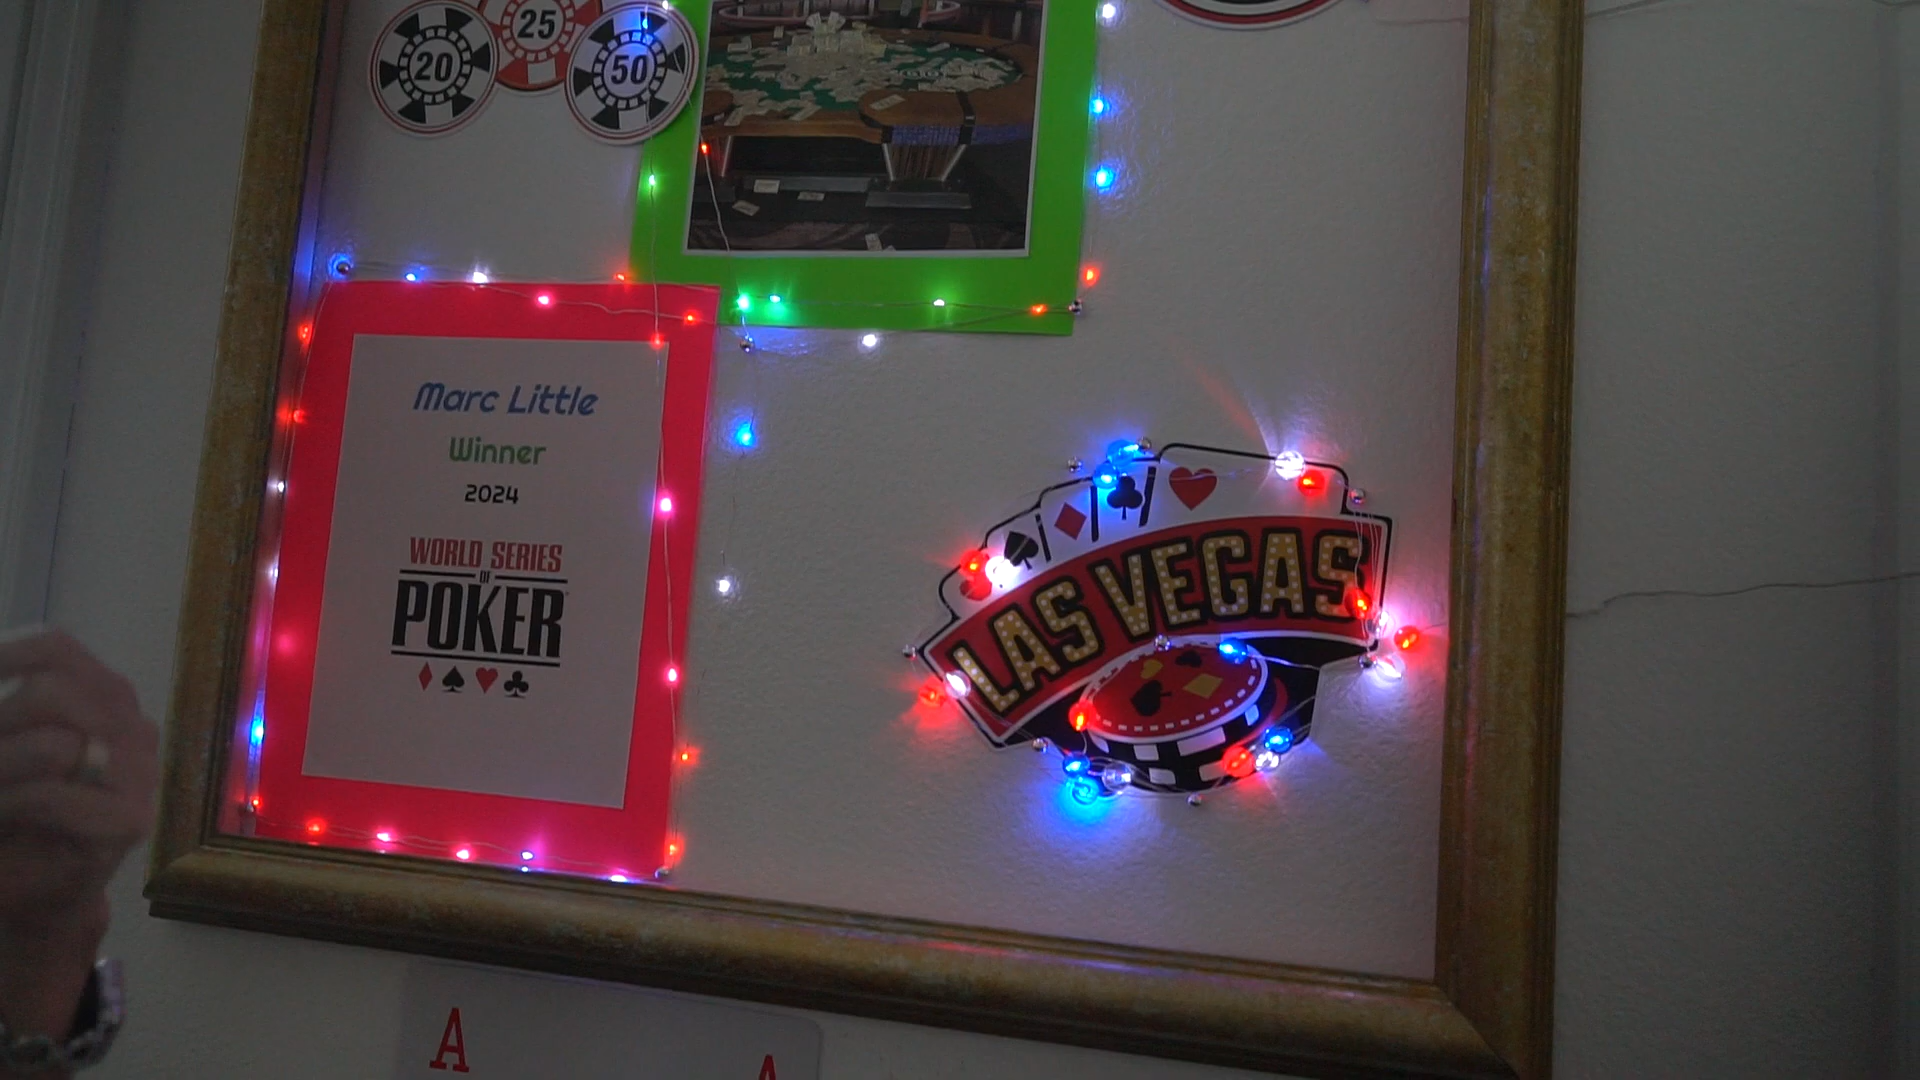 25
20
50
Marc Little
Winner
2024
WORLD SERIES
OF
POKER
LAS VEGAS
A
A